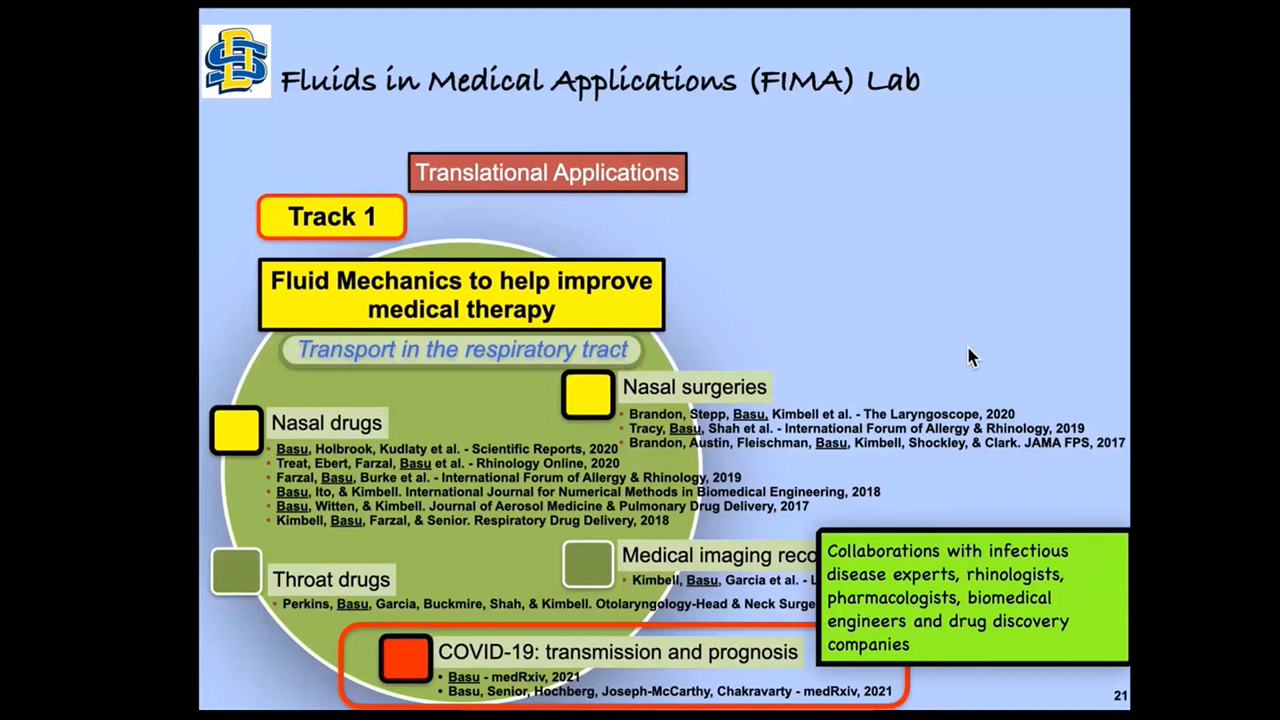 Fluids in Medical Applications (FIMA) Lab
Translational Applications
Track 1
Fluid Mechanics to help improve
medical therapy
Transport in the respiratory tract
Nasal surgeries
• Brandon, Stepp, Basu, Kimbell et al. - The Laryngoscope, 2020
• Tracy, Basu, Shah et al. - International Forum of Allergy & Rhinology, 2019
• Brandon, Austin, Fleischman, Basu, Kimbell, Shockley, & Clark. JAMA FPS, 2017
Nasal drugs
• Basu, Holbrook, Kudlaty et al. - Scientific Reports, 2020
• Treat, Ebert, Farzal, Basu et al. - Rhinology Online, 2020
• Farzal, Basu, Burke et al. - International Forum of Allergy & Rhinology, 2019
• Basu, Ito, & Kimbell. International Journal for Numerical Methods in Biomedical Engineering, 2018
• Basu, Witten, & Kimbell. Journal of Aerosol Medicine & Pulmonary Drug Delivery, 2017
• Kimbell, Basu, Farzal, & Senior. Respiratory Drug Delivery, 2018
Medical imaging reco
• Kimbell, Basu, Garcia et al. - L
Throat drugs
• Perkins, Basu, Garcia, Buckmire, Shah, & Kimbell. Otolaryngology-Head & Neck Surge
Collaborations with infectious
disease experts, rhinologists,
pharmacologists, biomedical
engineers and drug discovery
companies
COVID-19: transmission and prognosis
• Basu - medRxiv, 2021
• Basu, Senior, Hochberg, Joseph-McCarthy, Chakravarty - medRxiv, 2021
21